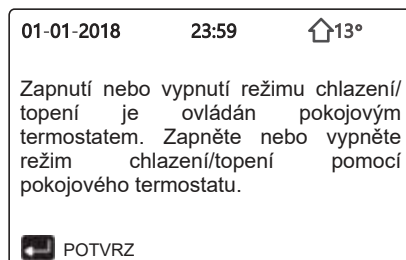 01-01-2018 23:59 13°
Zapnutí nebo vypnutí režimu chlazení/
topení je ovládán pokojovým
termostatem. Zapněte nebo vypněte
režim chlazení/topení pomocí
pokojového termostatu.
POTVRZ